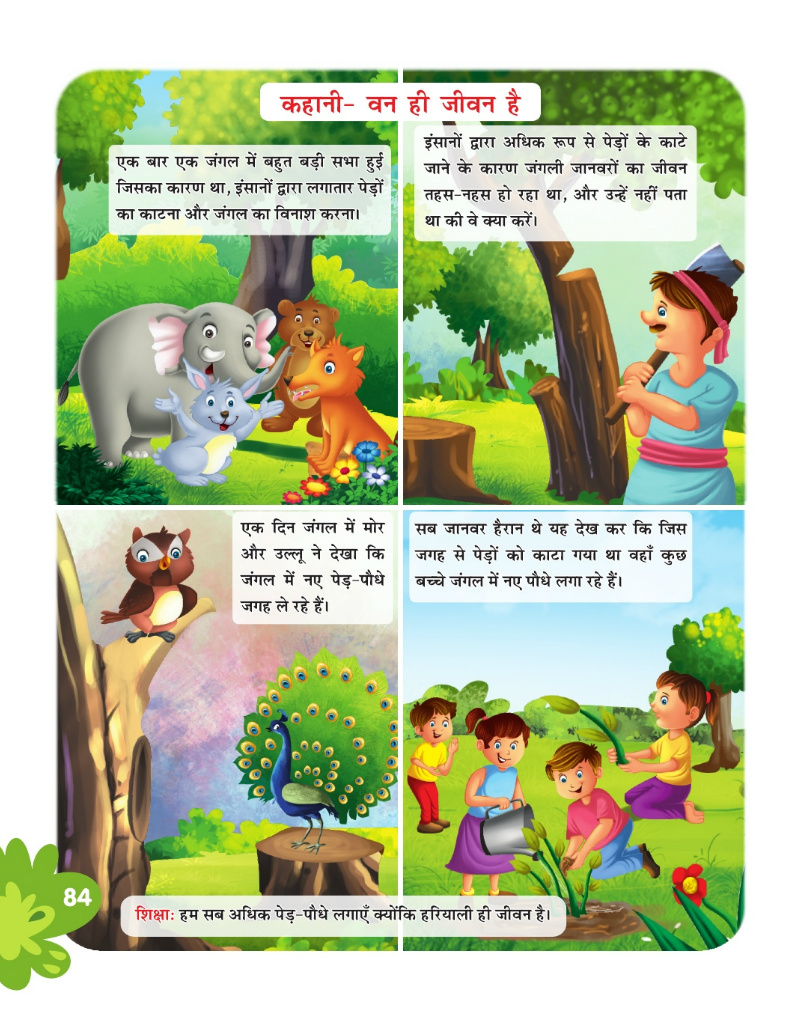 कहानी- वन ही जीवन है
एक बार एक जंगल में बहुत बड़ी सभा हुई
जिसका कारण था, इंसानों द्वारा लगातार पेड़ों
का काटना और जंगल का विनाश करना।
इंसानों द्वारा अधिक रूप से पेड़ों के काटे
जाने के कारण जंगली जानवरों का जीवन
तहस-नहस हो रहा था, और उन्हें नहीं पता
था की वे क्या करें।
एक दिन जंगल में मोर
और उल्लू ने देखा कि
जंगल में नए पेड़-पौधे
जगह ले रहे हैं।
सब जानवर हैरान थे यह देख कर कि जिस
जगह से पेड़ों को काटा गया था वहाँ कुछ
बच्चे जंगल में नए पौधे लगा रहे हैं।
84
शिक्षाः हम सब अधिक पेड़-पौधे लगाएँ क्योंकि हरियाली ही जीवन है।